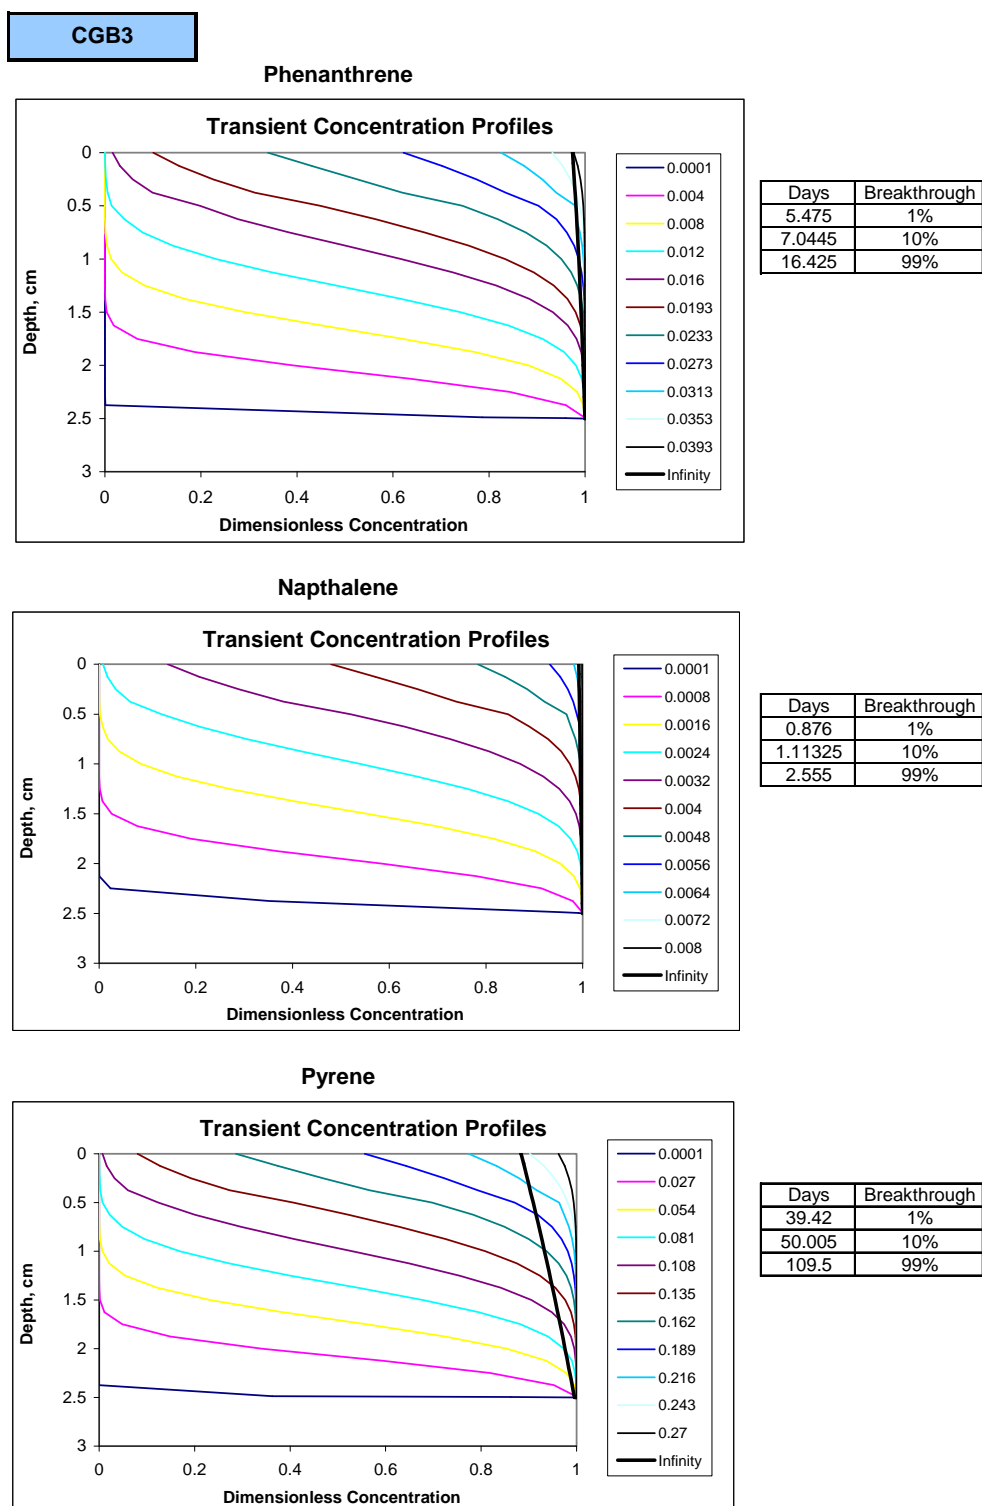 CGB3
Phenanthrene
Transient Concentration Profiles
0
0.5
1
1.5
2
2.5
3
Depth, cm
0 0.2 0.4 0.6 0.8 1
Dimensionless Concentration
0.0001
0.004
0.008
0.012
0.016
0.0193
0.0233
0.0273
0.0313
0.0353
0.0393
Infinity
Days Breakthrough
5.475 1%
7.0445 10%
16.425 99%
Napthalene
Transient Concentration Profiles
0
0.5
1
1.5
2
2.5
3
Depth, cm
0 0.2 0.4 0.6 0.8 1
Dimensionless Concentration
0.0001
0.0008
0.0016
0.0024
0.0032
0.004
0.0048
0.0056
0.0064
0.0072
0.008
Infinity
Days Breakthrough
0.876 1%
1.11325 10%
2.555 99%
Pyrene
Transient Concentration Profiles
0
0.5
1
1.5
2
2.5
3
Depth, cm
0 0.2 0.4 0.6 0.8 1
Dimensionless Concentration
0.0001
0.027
0.054
0.081
0.108
0.135
0.162
0.189
0.216
0.243
0.27
Infinity
Days Breakthrough
39.42 1%
50.005 10%
109.5 99%